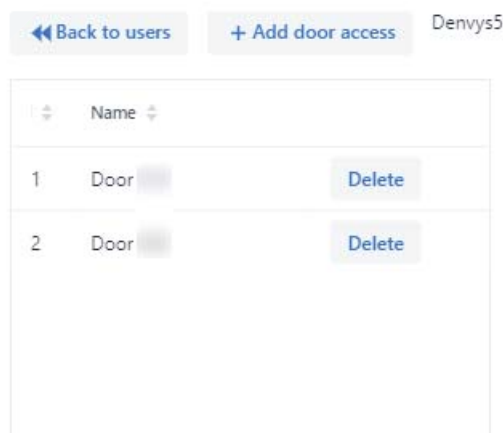 Back to users + Add door access Denvys5
Name
1 Door Delete
2 Door Delete